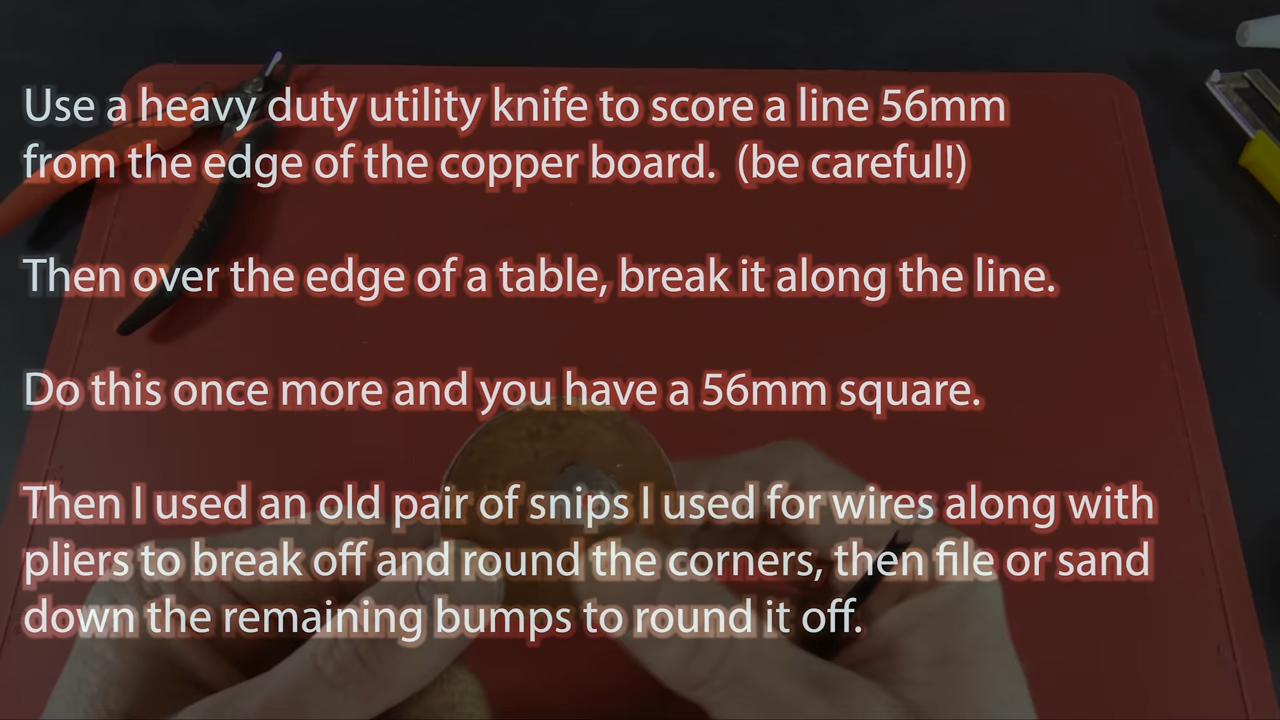 Use a heavy duty utility knife to score a line 56mm
from the edge of the copper board.  (be careful!)
Then over the edge of a table, break it along the line.
Do this once more and you have a 56mm square.
Then I used an old pair of snips I used for wires along with
pliers to break off and round the corners, then file or sand
down the remaining bumps to round it off.